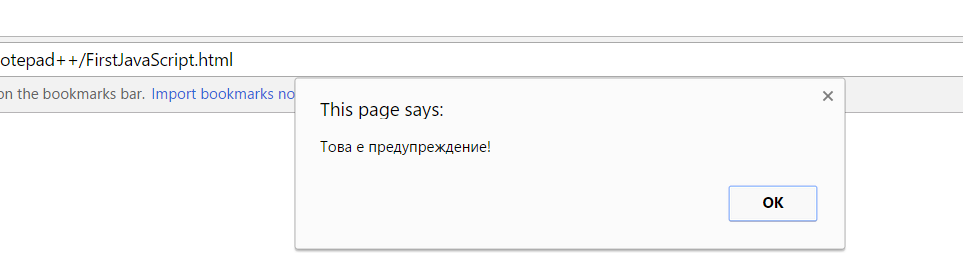 otepad++/FirstJavaScript.html
on the bookmarks bar. Import bookmarks no
This page says:
Това е предупреждение!
OK